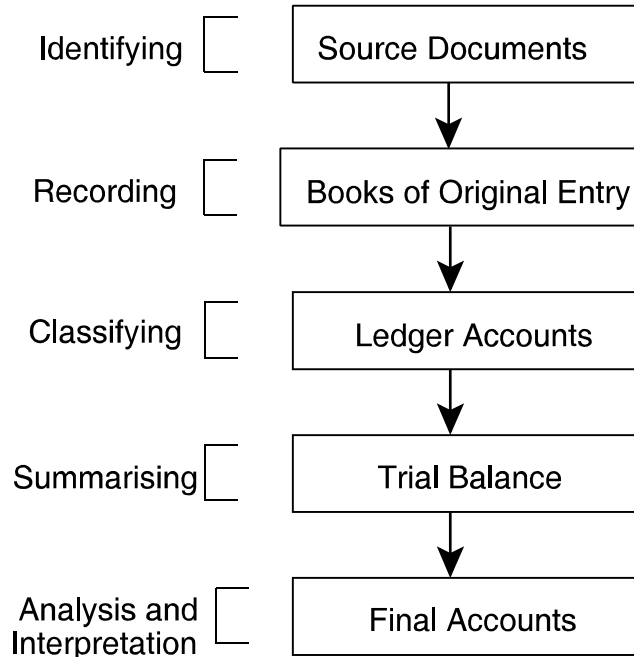 Identifying
Source Documents
Recording
Books of Original Entry
Classifying
Ledger Accounts
Summarising
Trial Balance
Analysis and
Interpretation
Final Accounts